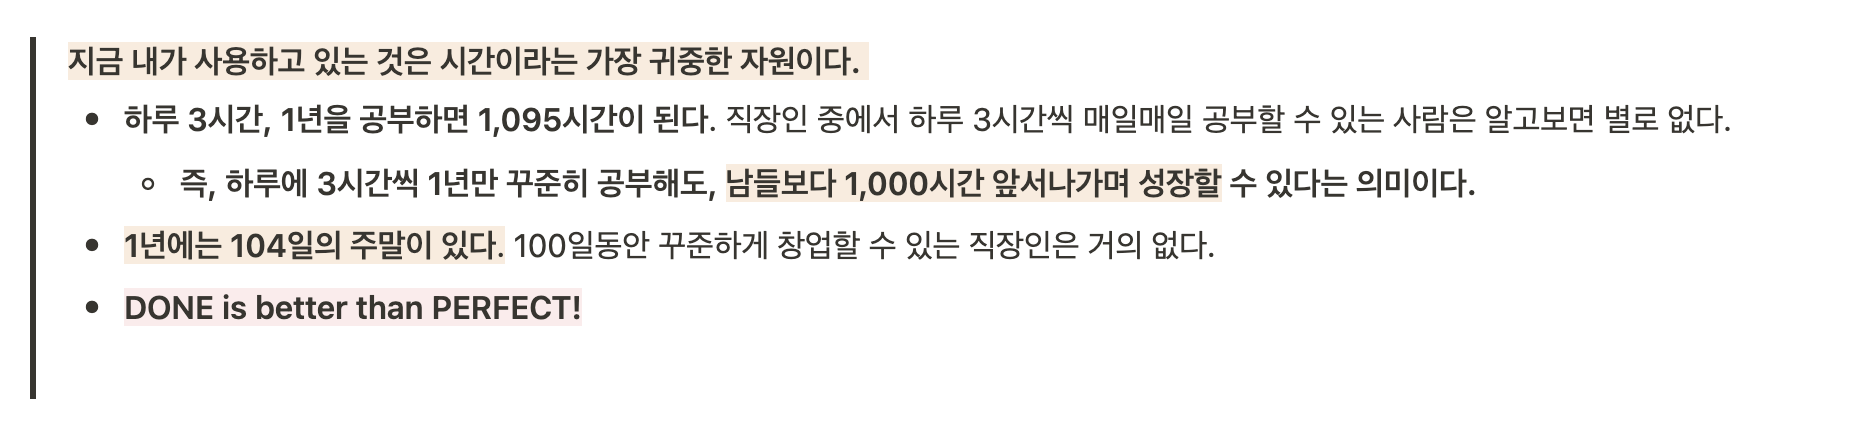 지금 내가 사용하고 있는 것은 시간이라는 가장 귀중한 자원이다.
하루 3시간, 1년을 공부하면 1,095시간이 된다. 직장인 중에서 하루 3시간씩 매일매일 공부할 수 있는 사람은 알고보면 별로 없다.
즉, 하루에 3시간씩 1년만 꾸준히 공부해도, 남들보다 1,000시간 앞서나가며 성장할 수 있다는 의미이다.
1년에는 104일의 주말이 있다. 100일동안 꾸준하게 창업할 수 있는 직장인은 거의 없다.
DONE is better than PERFECT!